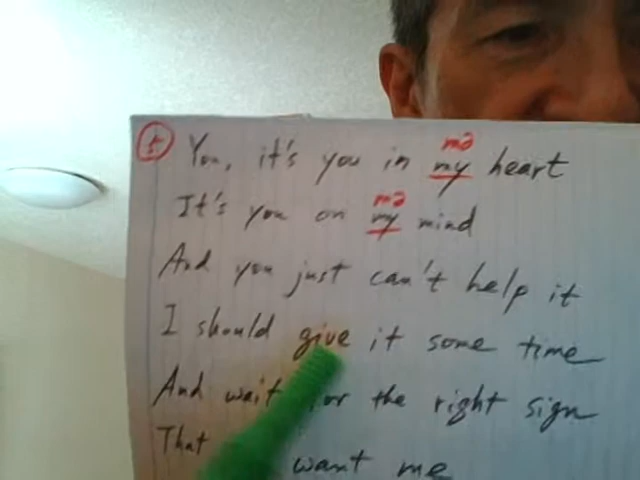 5. You, it's you in my heart
mə
It's you on my mind
mə
And you just can't help it
I should give it some time
And wait for the right sign
That want me